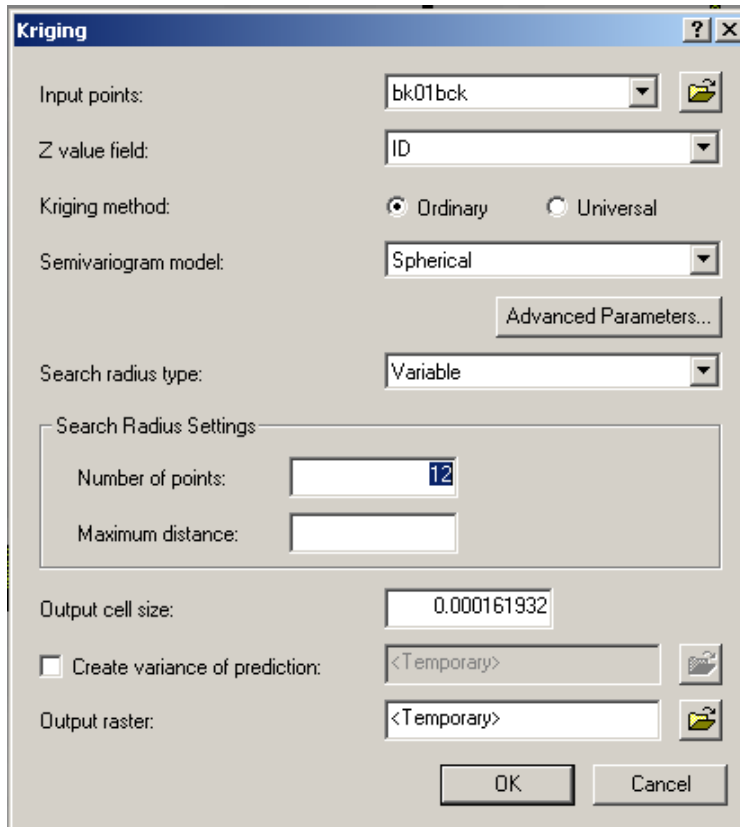 Kriging
Input points: bk01bck
Z value field: ID
Kriging method: Ordinary Universal
Semivariogram model: Spherical
Advanced Parameters...
Search radius type: Variable
Search Radius Settings
Number of points: 12
Maximum distance:
Output cell size: 0.000161932
Create variance of prediction: <Temporary>
Output raster: <Temporary>
OK Cancel